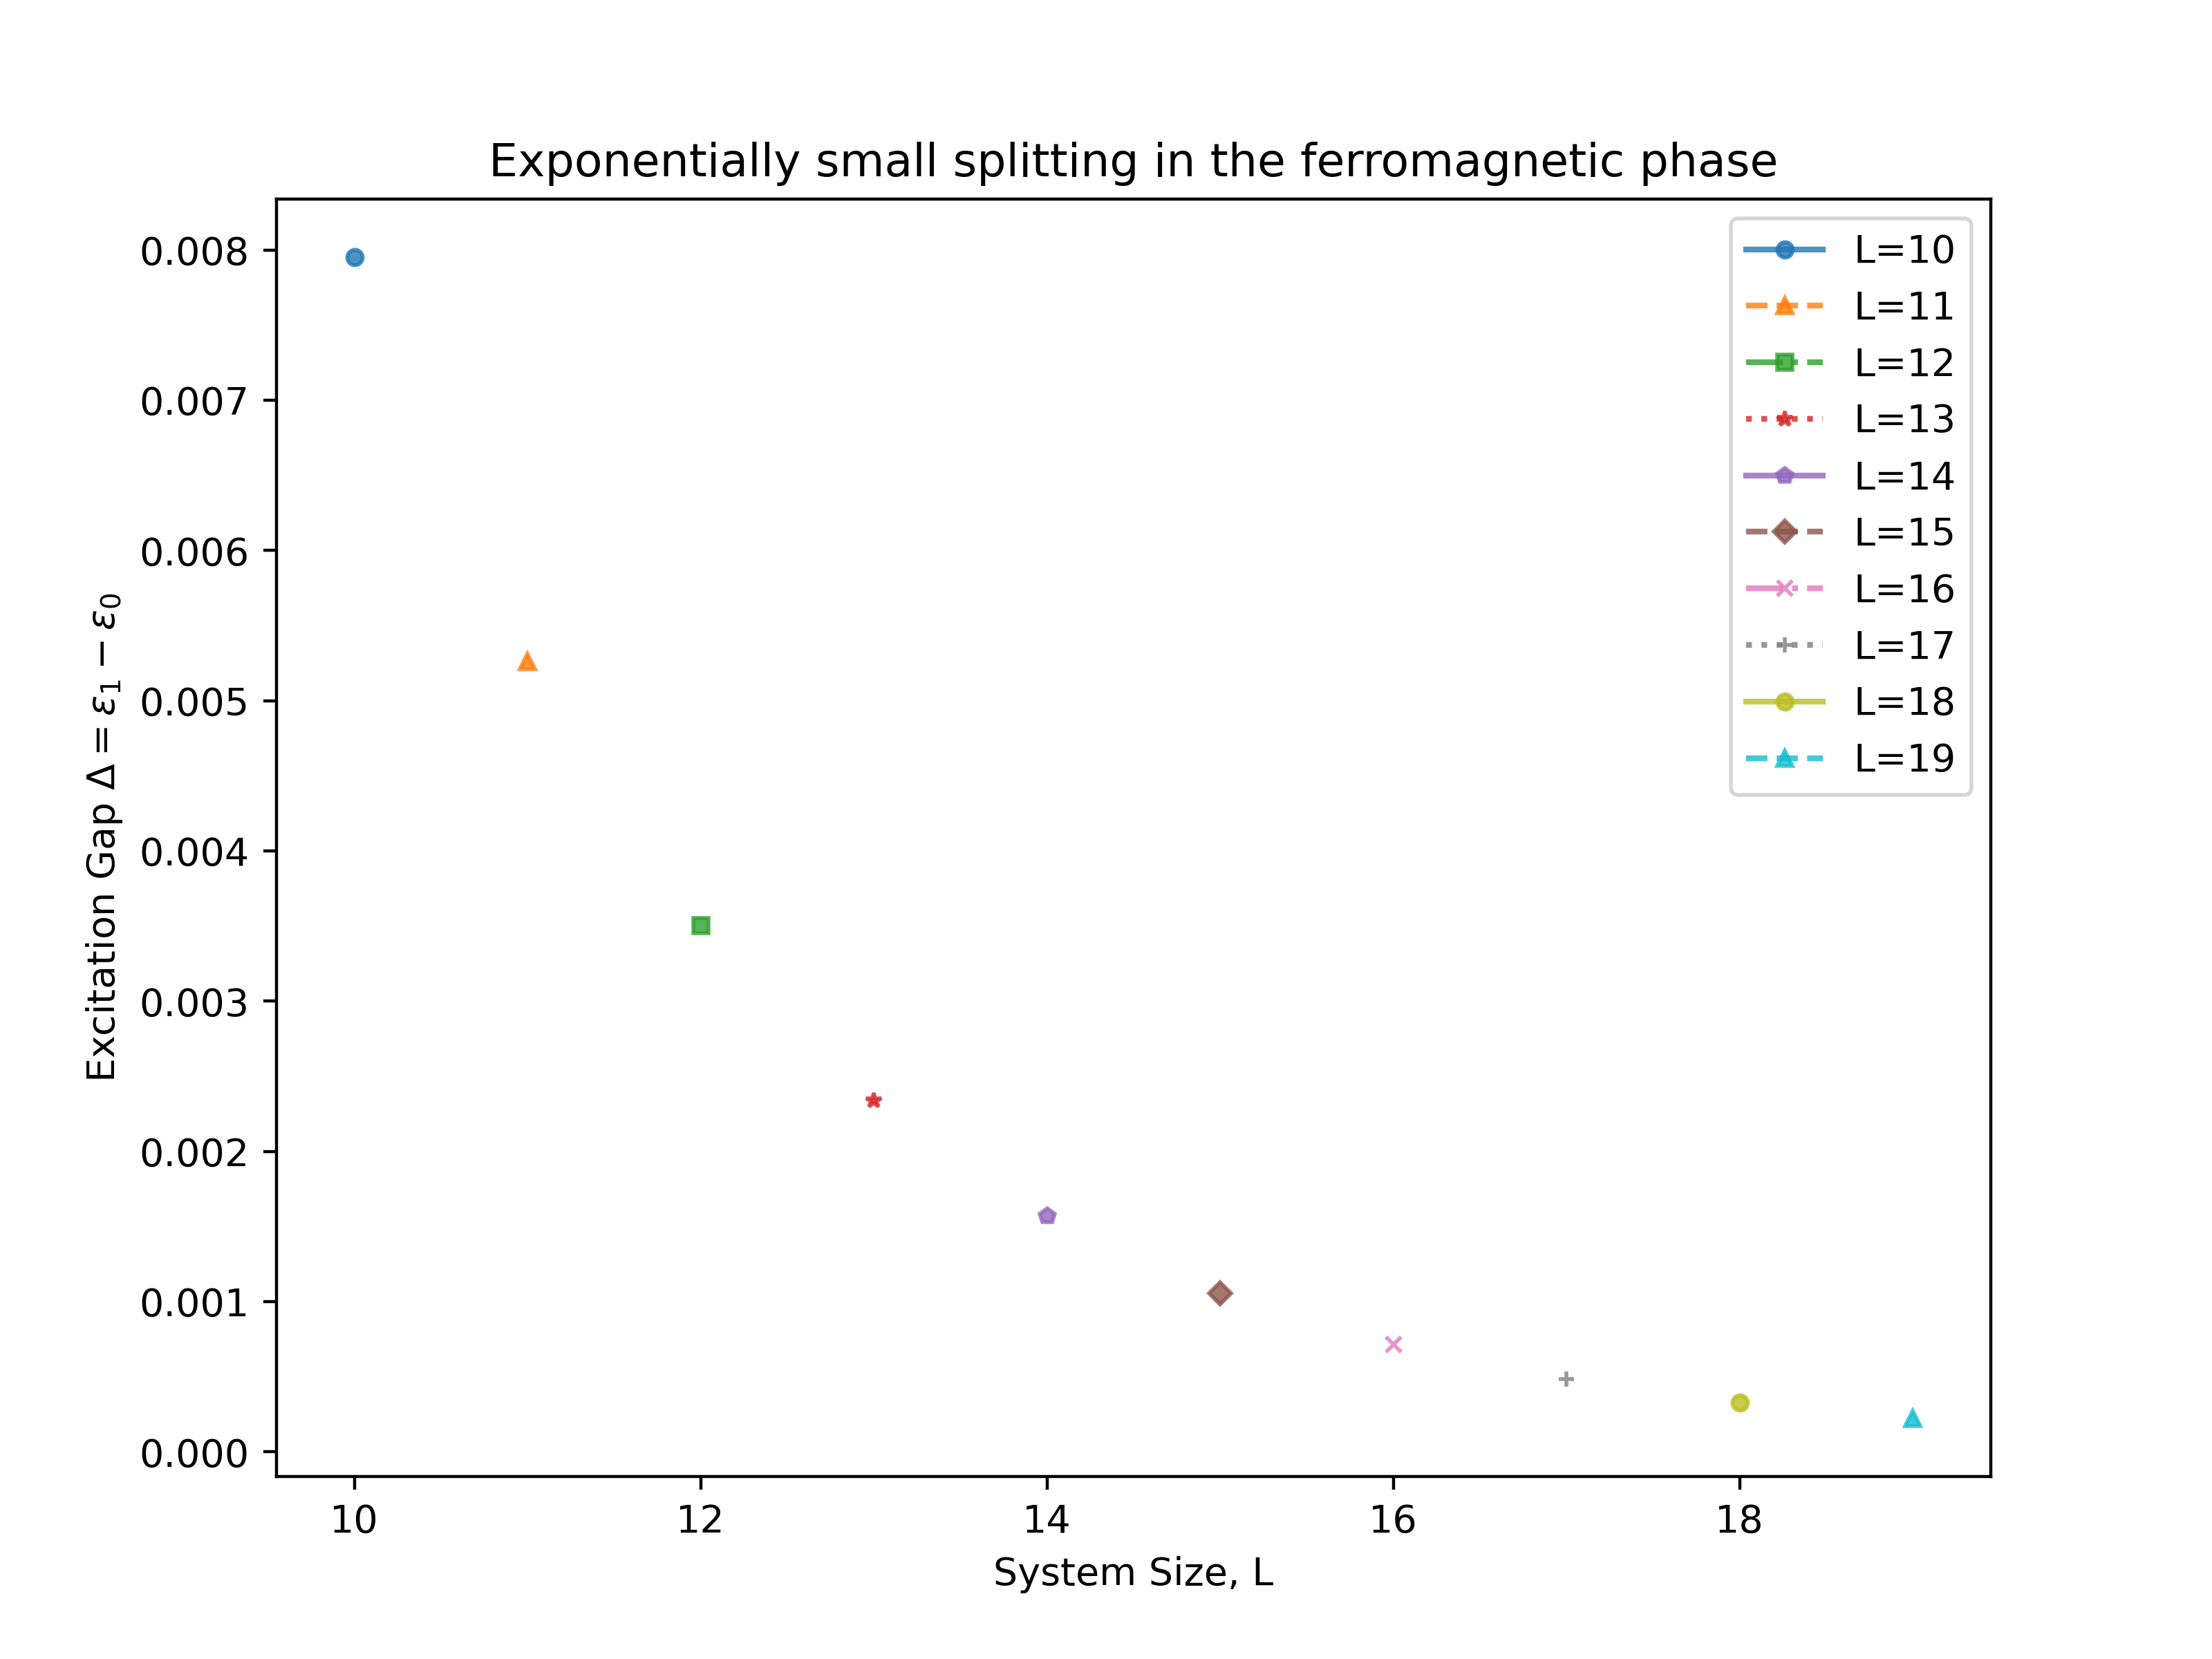 Exponentially small splitting in the ferromagnetic phase
0.008
0.007
0.006
0.005
0.004
0.003
0.002
0.001
0.000
Excitation Gap Δ = ε₁ − ε₀
L=10
L=11
L=12
L=13
L=14
L=15
L=16
L=17
L=18
L=19
10 12 14 16 18
System Size, L